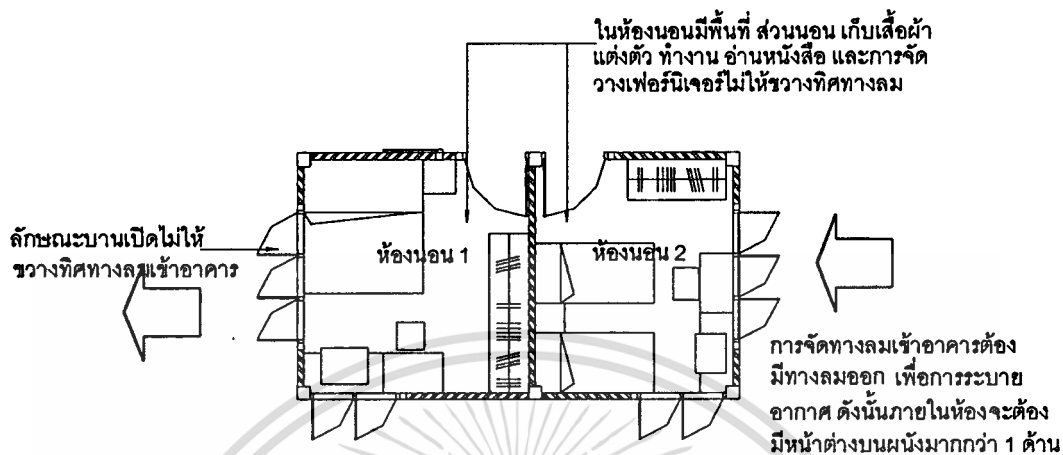 ในห้องนอนมีพื้นที่ ส่วนนอน เก็บเสื้อผ้า
แต่งตัว ทำงาน อ่านหนังสือ และการจัด
วางเฟอร์นิเจอร์ไม่ให้ขวางทิศทางลม
ลักษณะบานเปิดไม่ให้
ขวางทิศทางลมเข้าอาคาร
ห้องนอน 1
ห้องนอน 2
การจัดทางลมเข้าอาคารต้อง
มีทางลมออก เพื่อการระบาย
อากาศ ดังนั้นภายในห้องจะต้อง
มีหน้าต่างบนผนังมากกว่า 1 ด้าน